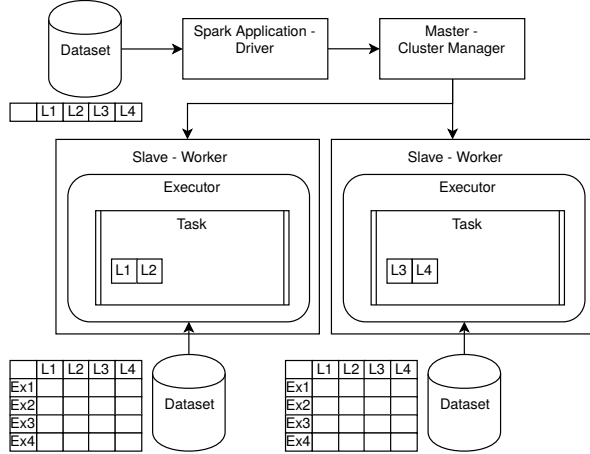 Dataset
Spark Application -
Driver
Master -
Cluster Manager
L1 L2 L3 L4
Slave - Worker
Executor
Task
L1 L2
Slave - Worker
Executor
Task
L3 L4
L1 L2 L3 L4
Ex1
Ex2
Ex3
Ex4
Dataset
L1 L2 L3 L4
Ex1
Ex2
Ex3
Ex4
Dataset